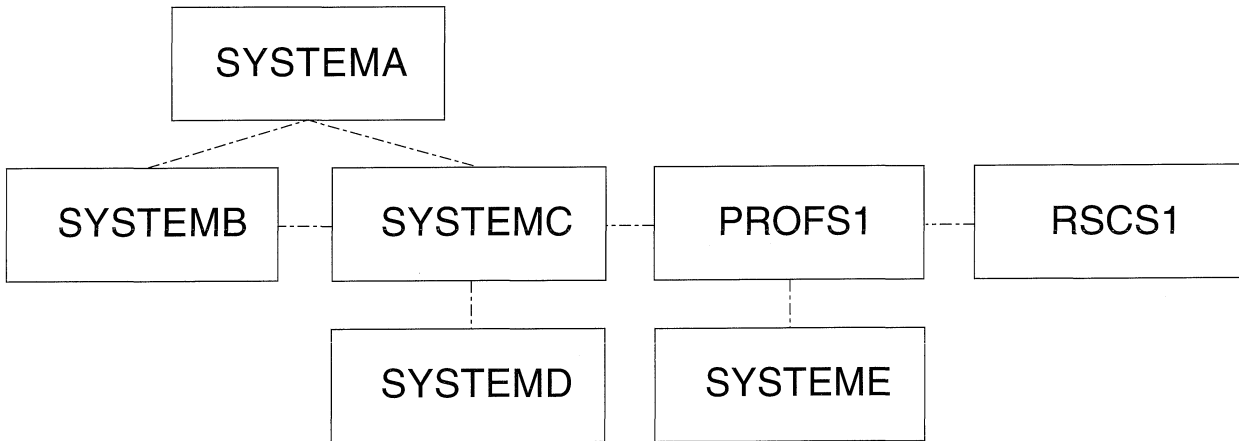 SYSTEMA
SYSTEMB
SYSTEMC
PROFS1
RSCS1
SYSTEMD
SYSTEME